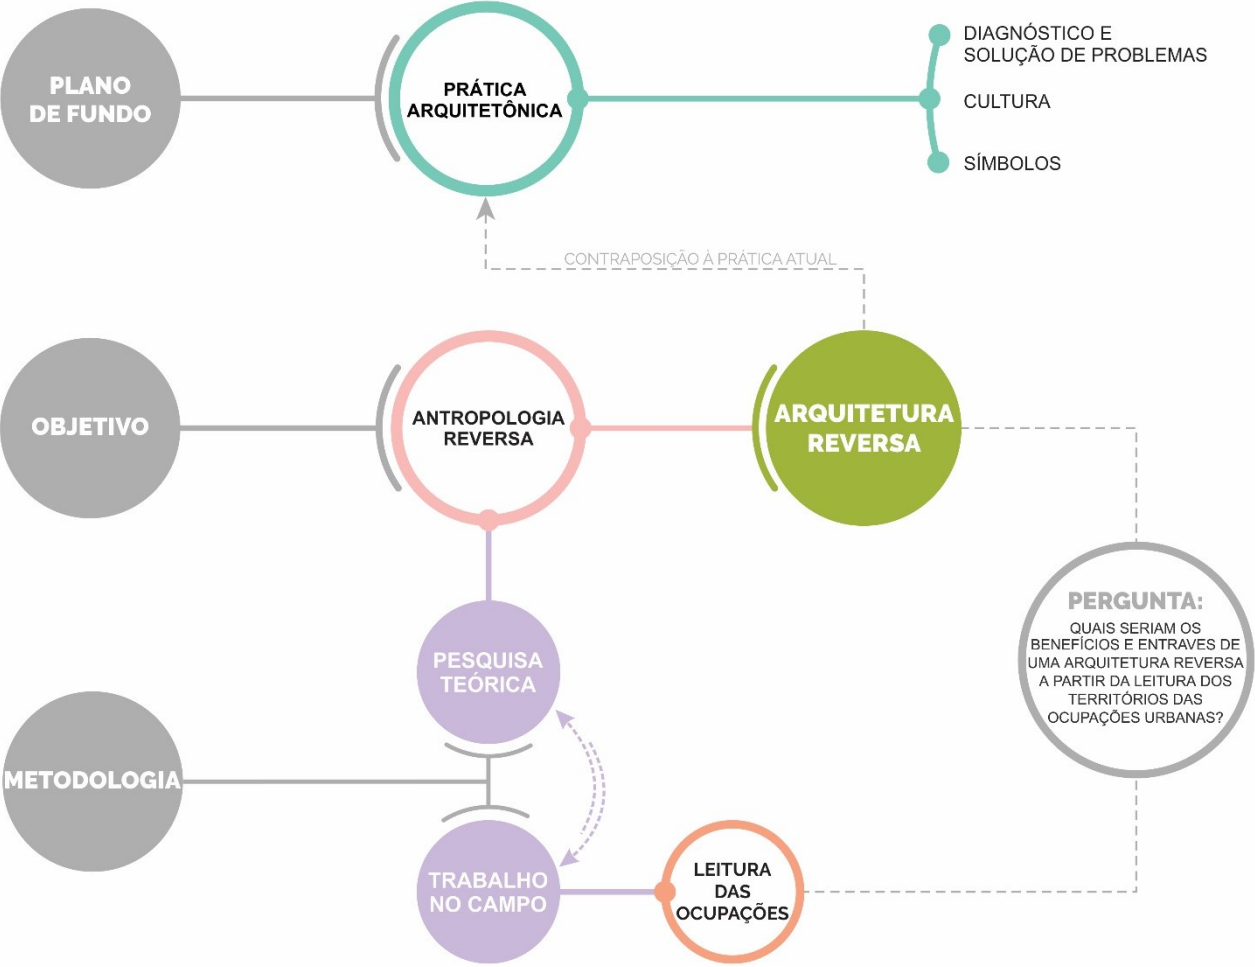 PLANO
DE FUNDO
PRÁTICA
ARQUITETÔNICA
DIAGNÓSTICO E
SOLUÇÃO DE PROBLEMAS
CULTURA
SÍMBOLOS
CONTRAPOSIÇÃO À PRÁTICA ATUAL
OBJETIVO
ANTROPOLOGIA
REVERSA
ARQUITETURA
REVERSA
PERGUNTA:
QUAIS SERIAM OS
BENEFÍCIOS E ENTRAVES DE
UMA ARQUITETURA REVERSA
A PARTIR DA LEITURA DOS
TERRITÓRIOS DAS
OCUPAÇÕES URBANAS?
PESQUISA
TEÓRICA
METODOLOGIA
TRABALHO
NO CAMPO
LEITURA
DAS
OCUPAÇÕES